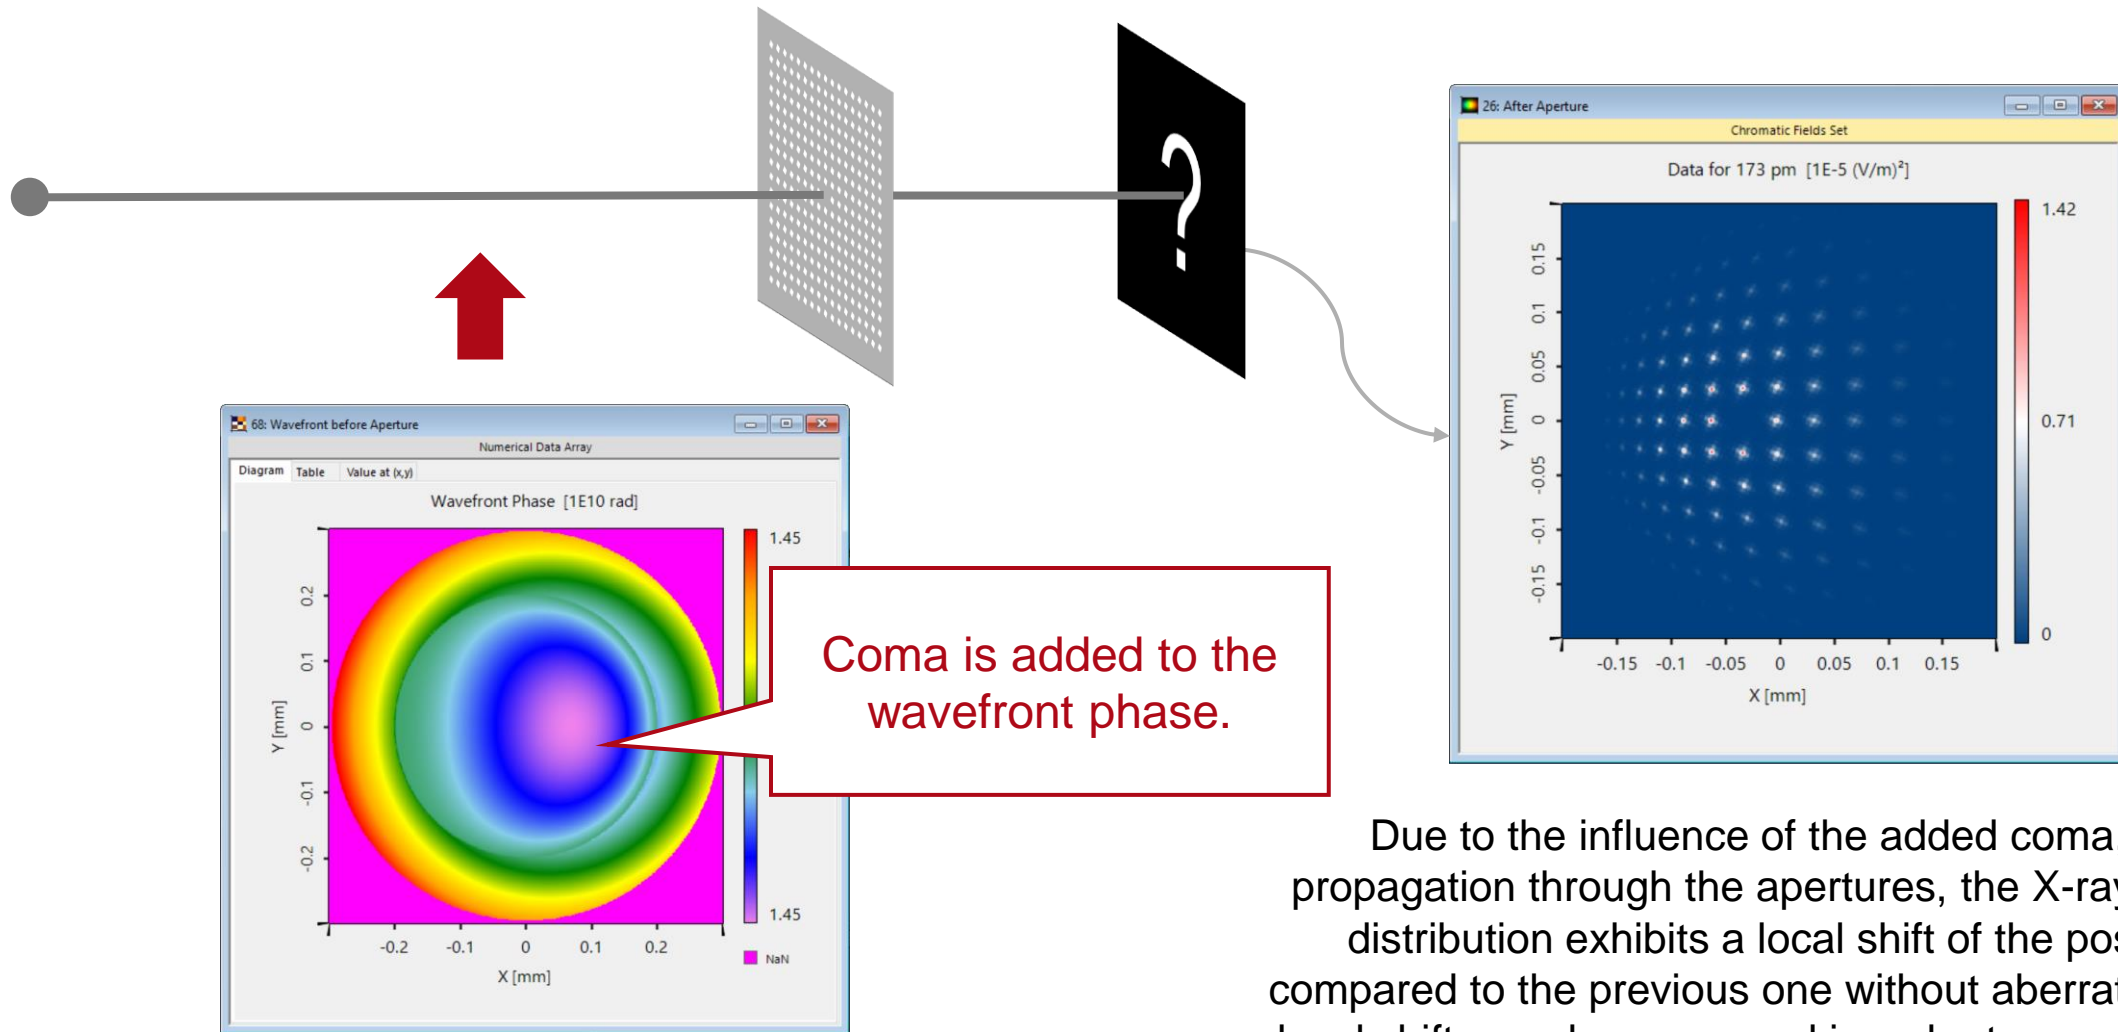 ?
26: After Aperture
Chromatic Fields Set
Data for 173 pm [1E-5 (V/m)²]
1.42
0.71
0
0.15
0.1
0.05
0
-0.05
-0.1
-0.15
Y [mm]
-0.15 -0.1 -0.05 0 0.05 0.1 0.15
X [mm]
68: Wavefront before Aperture
Numerical Data Array
Diagram Table Value at (x,y)
Wavefront Phase [1E10 rad]
1.45
1.45
NaN
0.2
0.1
0
-0.1
-0.2
Y [mm]
-0.2 -0.1 0 0.1 0.2
X [mm]
Coma is added to the
wavefront phase.
Due to the influence of the added coma
propagation through the apertures, the X-ray
distribution exhibits a local shift of the
compared to the previous one without